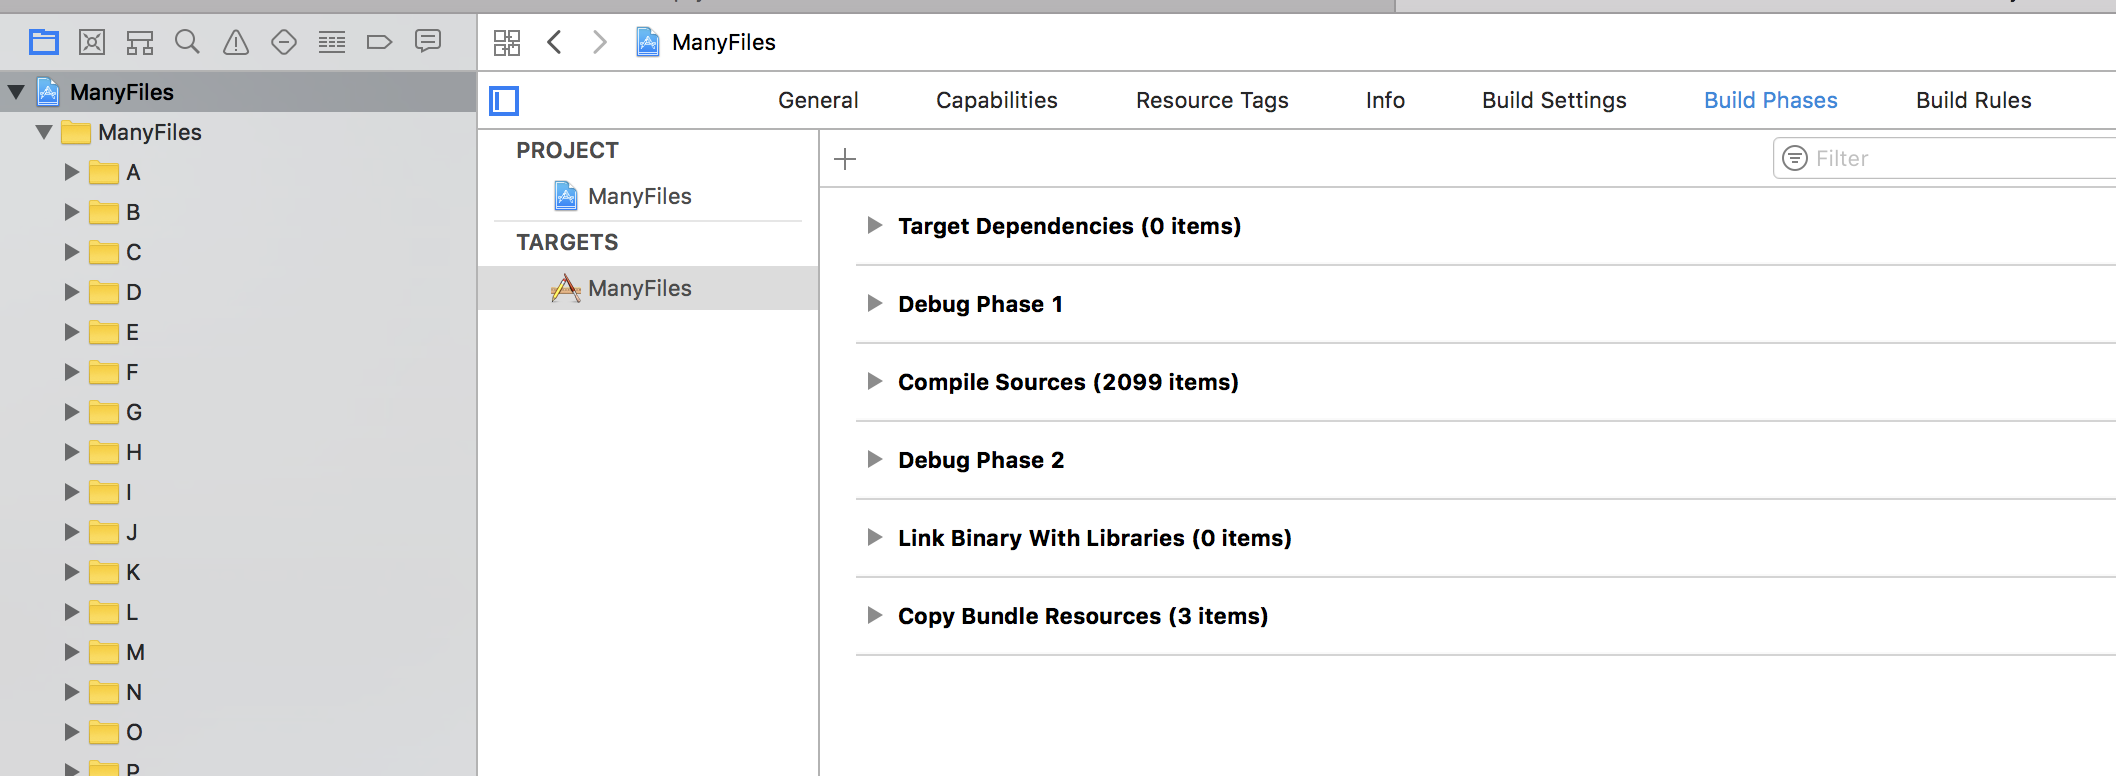 ManyFiles
ManyFiles
General Capabilities Resource Tags Info Build Settings Build Phases Build Rules
ManyFiles
A
B
C
D
E
F
G
H
I
J
K
L
M
N
O
P
PROJECT
ManyFiles
TARGETS
ManyFiles
Filter
Target Dependencies (0 items)
Debug Phase 1
Compile Sources (2099 items)
Debug Phase 2
Link Binary With Libraries (0 items)
Copy Bundle Resources (3 items)